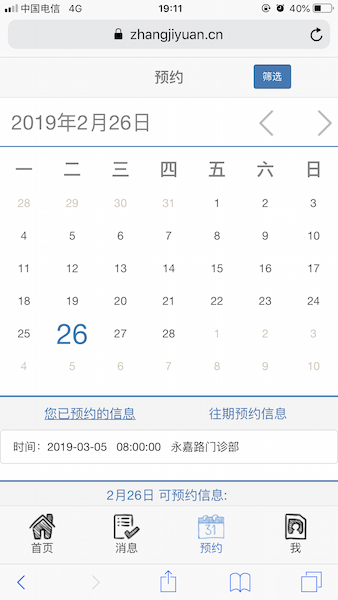 中国电信 4G 19:11 40%
zhangjiyuan.cn
预约 筛选
2019年2月26日
一 二 三 四 五 六 日
28 29 30 31 1 2 3
4 5 6 7 8 9 10
11 12 13 14 15 16 17
18 19 20 21 22 23 24
25 26 27 28 1 2 3
4 5 6 7 8 9 10
您已预约的信息 往期预约信息
时间：2019-03-05 08:00:00 永嘉路门诊部
2月26日 可预约信息:
31
首页 消息 预约 我